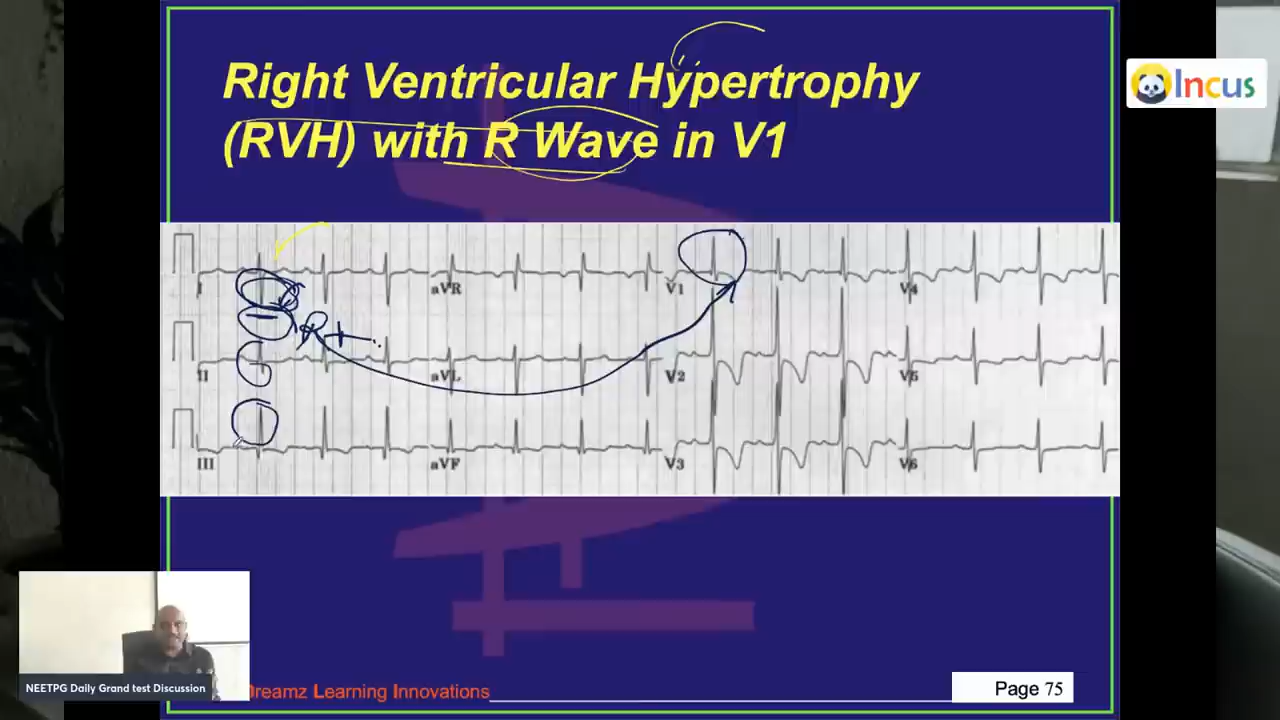 Right Ventricular Hypertrophy
(RVH) with R Wave in V1
Incus
I
aVR
V1
V4
R+
II
aVL
V2
V5
III
aVF
V3
V6
NEETPG Daily Grand test Discussion
reamz Learning Innovations
Page 75